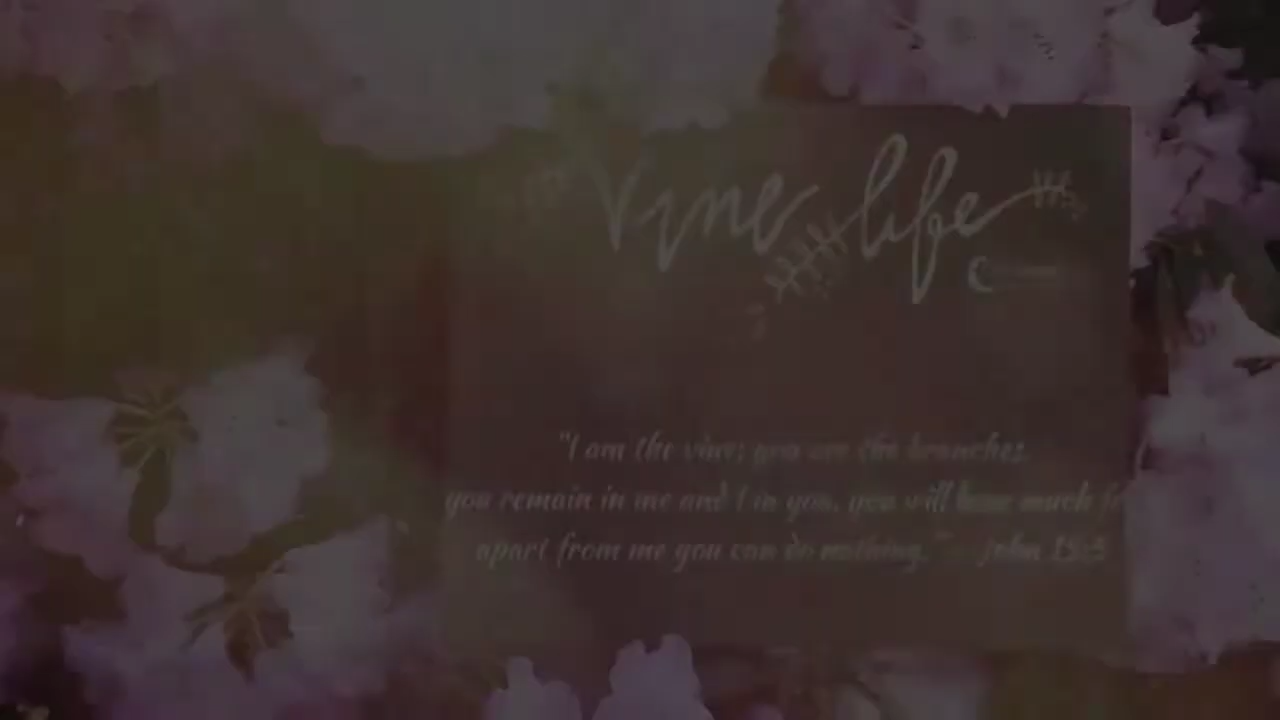 Vine life
"I am the vine; you are the branches
you remain in me and I in you, you will bear much
apart from me you can do nothing." John 15:5